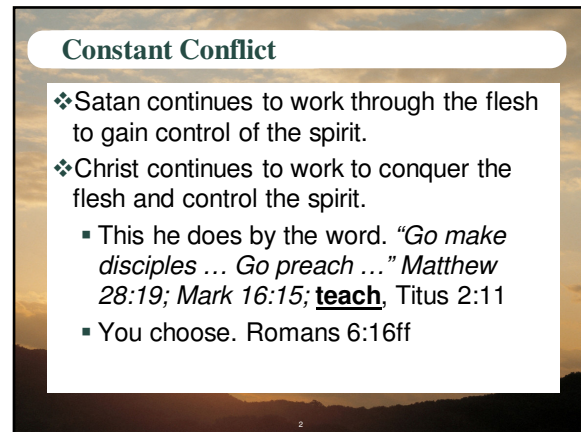 Constant Conflict
❖Satan continues to work through the flesh
to gain control of the spirit.
❖Christ continues to work to conquer the
flesh and control the spirit.
▪ This he does by the word. “Go make
disciples … Go preach …” Matthew
28:19; Mark 16:15; teach, Titus 2:11
▪ You choose. Romans 6:16ff
2